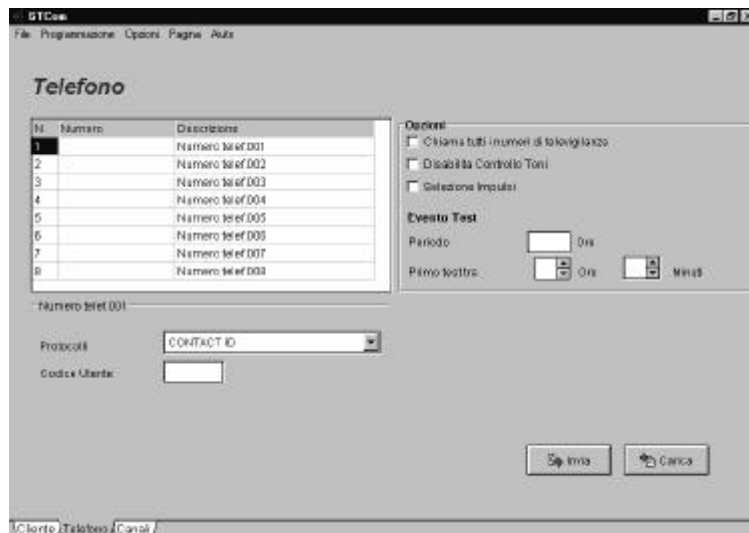 GTCom
File Programmazione Opzioni Pagina Aiuto
Telefono
N. Numero Descrizione
1 Numero telef.001
2 Numero telef.002
3 Numero telef.003
4 Numero telef.004
5 Numero telef.005
6 Numero telef.006
7 Numero telef.007
8 Numero telef.008
Opzioni
Chiama tutti i numeri di televigilanza
Disabilita Controllo Toni
Selezione Impulsi
Evento Test
Periodo Ore
Primo test tra Ore Minuti
Numero telef.001
Protocolli CONTACT ID
Codice Utente
Invia Carica
Cliente Telefono Canali